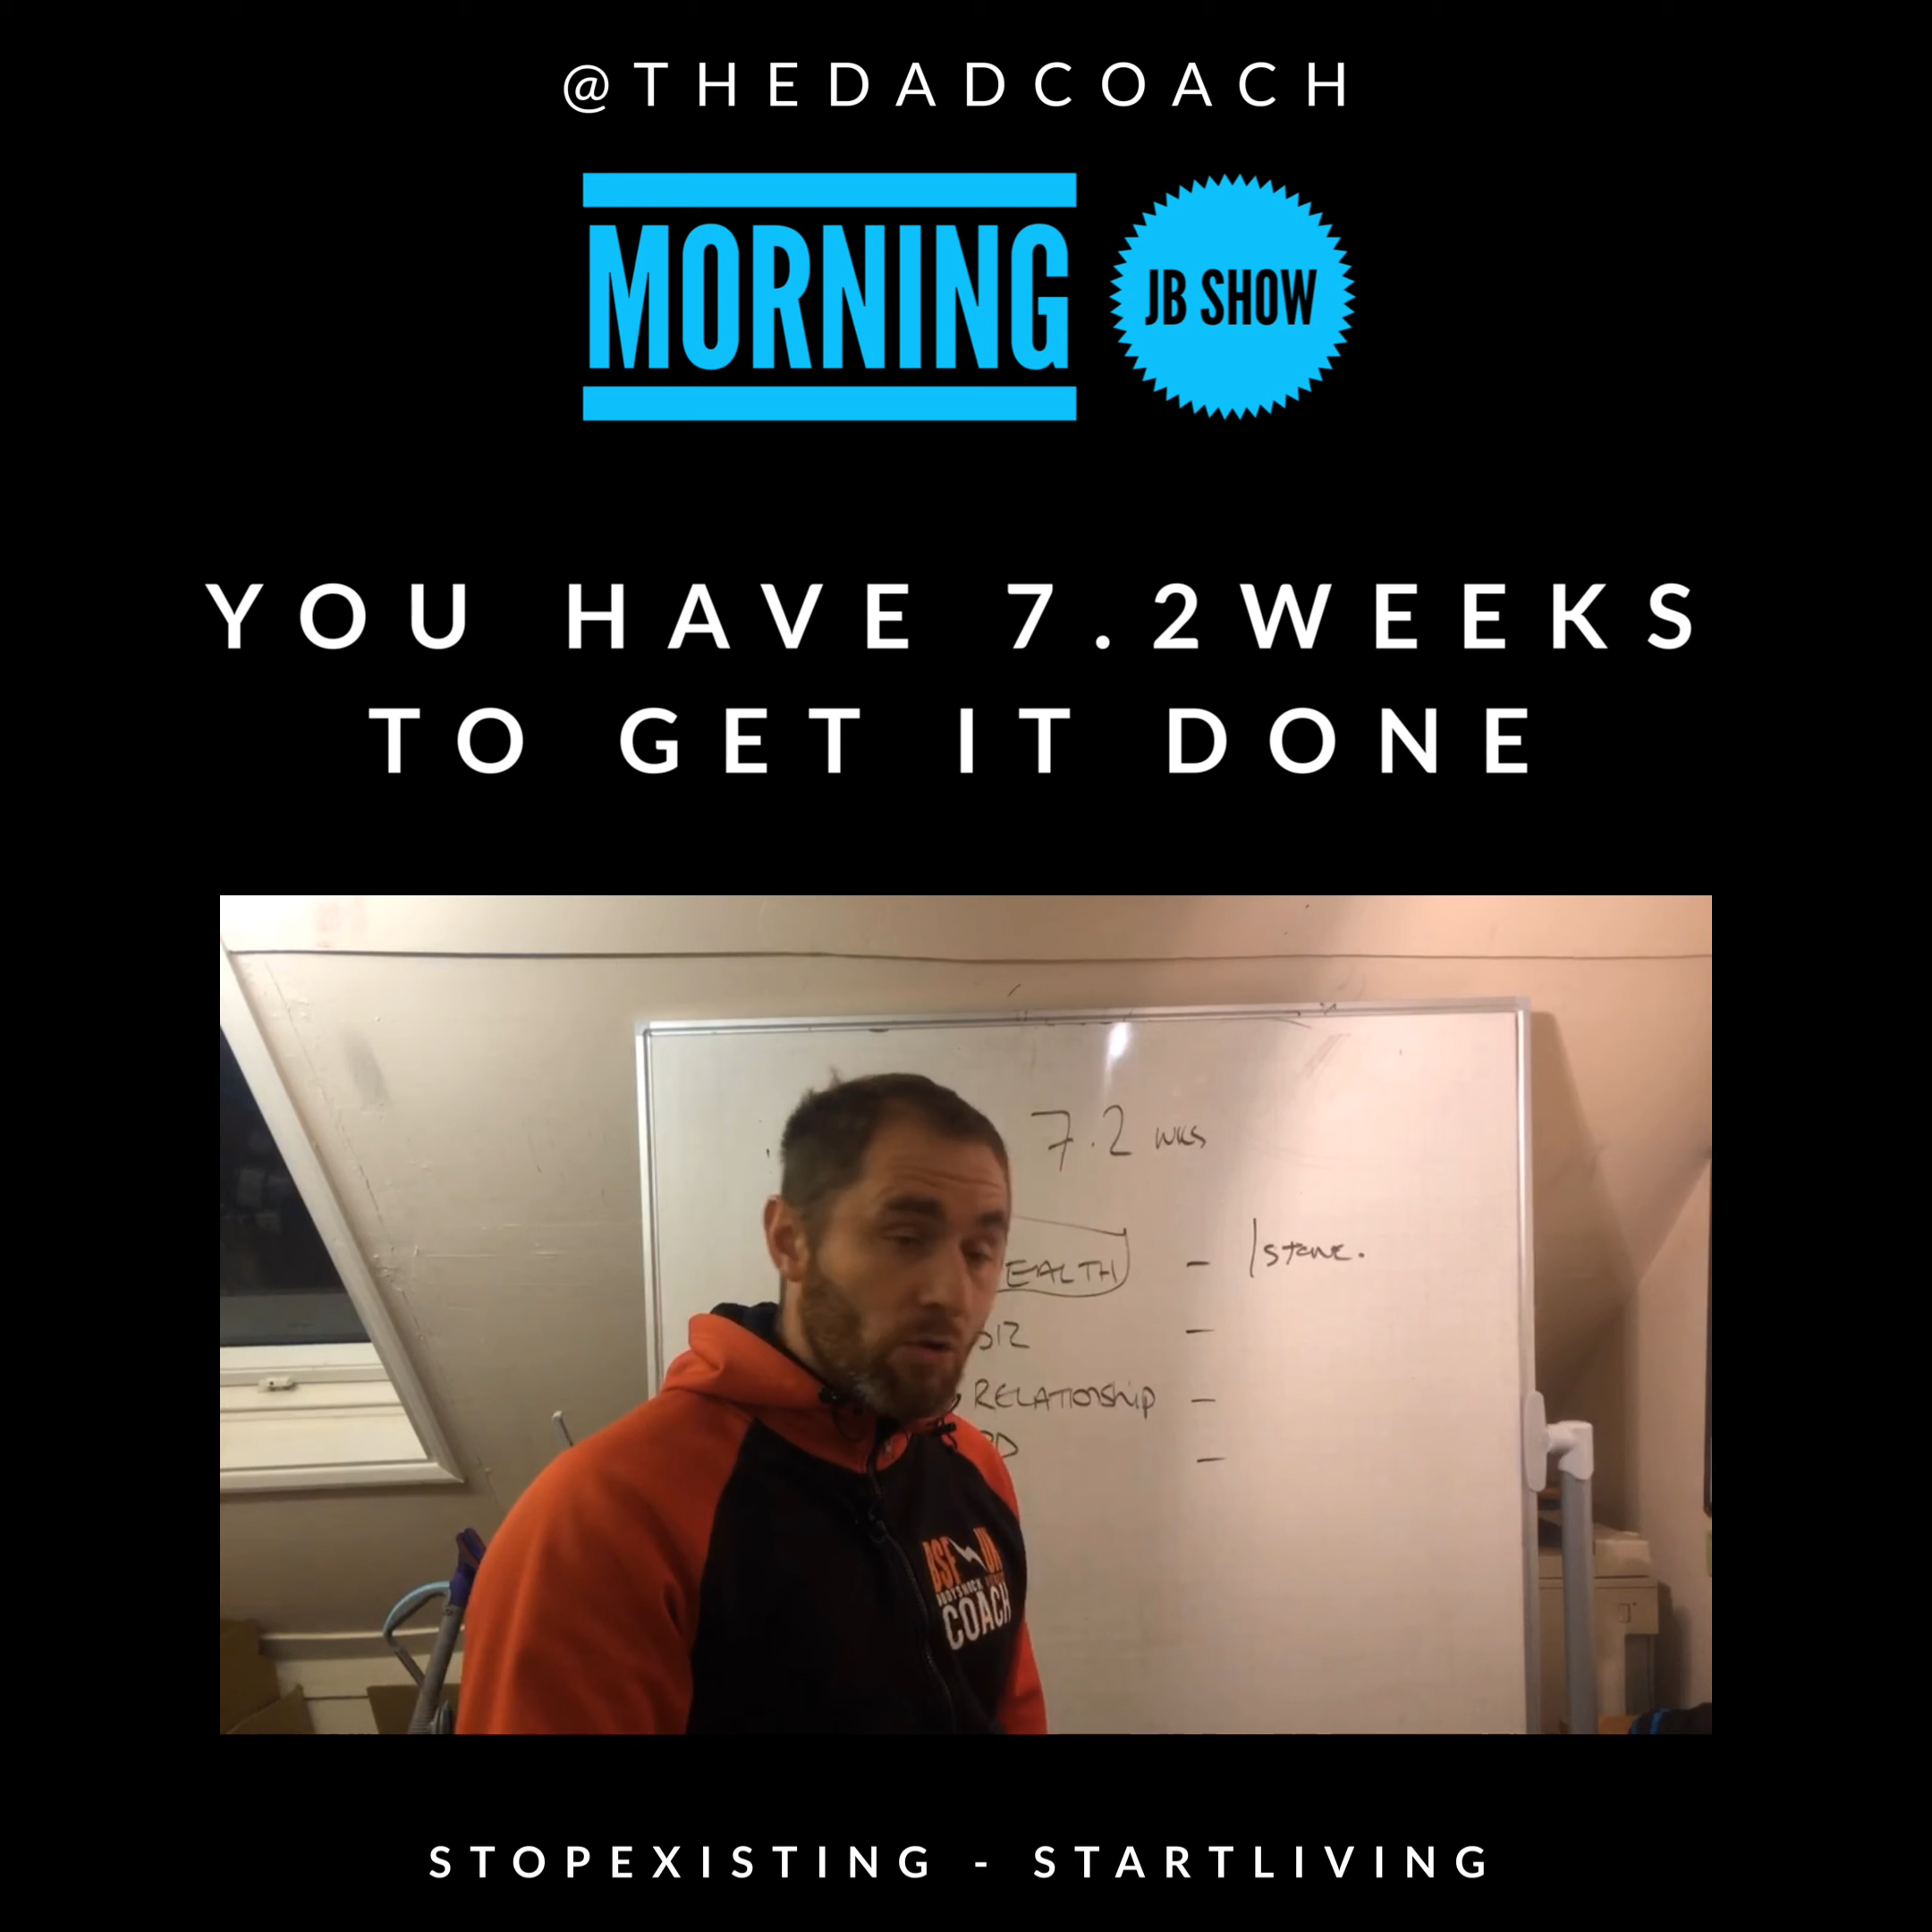 @THEDADCOACH
MORNING
JB SHOW
YOU HAVE 7.2WEEKS
TO GET IT DONE
7.2 WKS
EALTH - 1 stone.
-
RELATIONSHIP -
-
COACH
STOPEXISTING - STARTLIVING